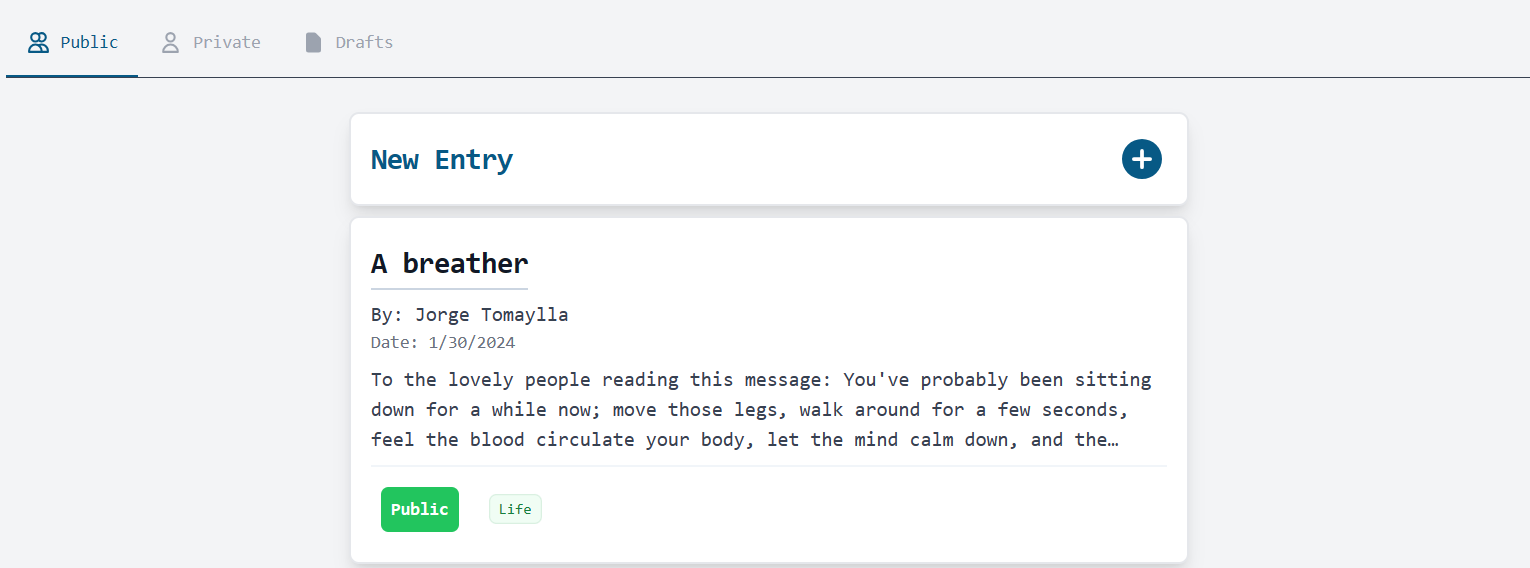 Public Private Drafts
New Entry
A breather
By: Jorge Tomaylla
Date: 1/30/2024
To the lovely people reading this message: You've probably been sitting
down for a while now; move those legs, walk around for a few seconds,
feel the blood circulate your body, let the mind calm down, and the…
Public Life